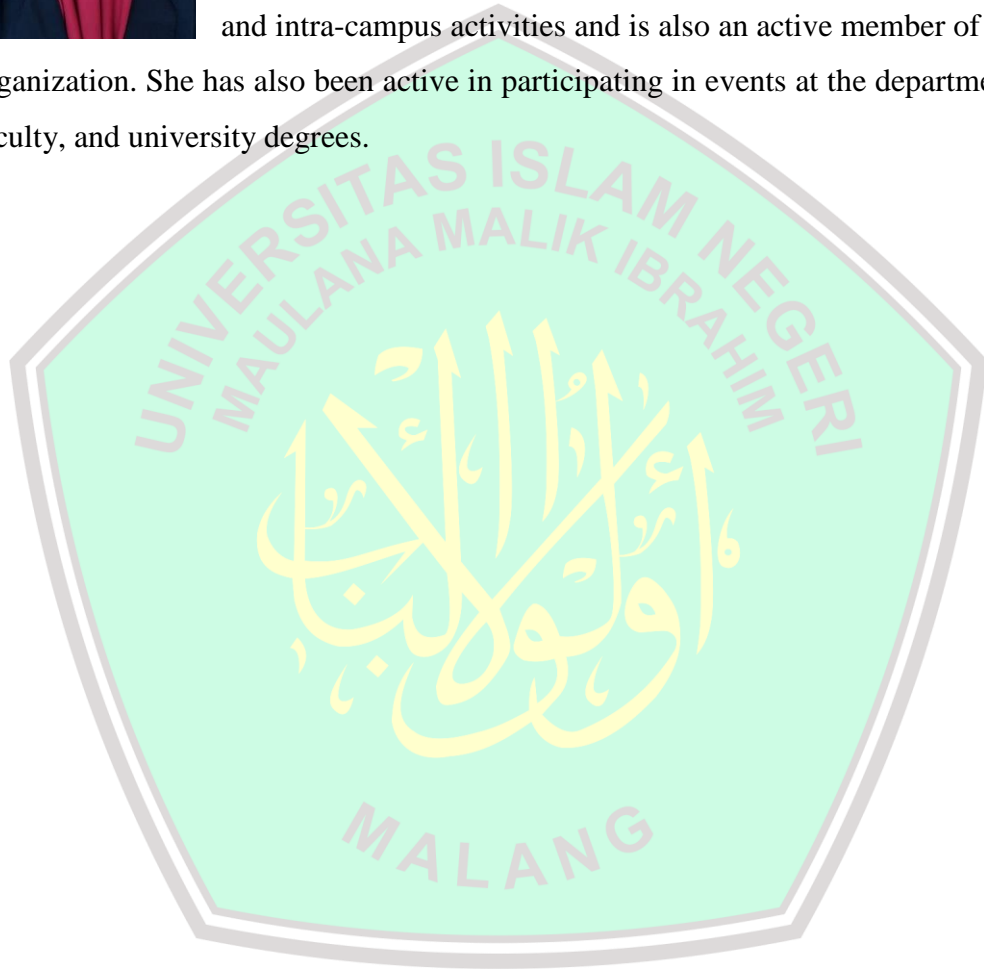 and intra-campus activities and is also an active member of
ganization. She has also been active in participating in events at the departme
culty, and university degrees.
UNIVERSITAS ISLAM NEGERI
MAULANA MALIK IBRAHIM
أولو الألباب
MALANG